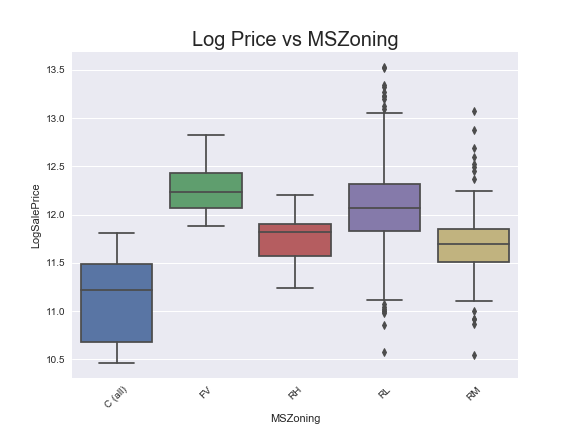 Log Price vs MSZoning
13.5
13.0
12.5
12.0
11.5
11.0
10.5
LogSalePrice
C (all)
FV
RH
RL
RM
MSZoning